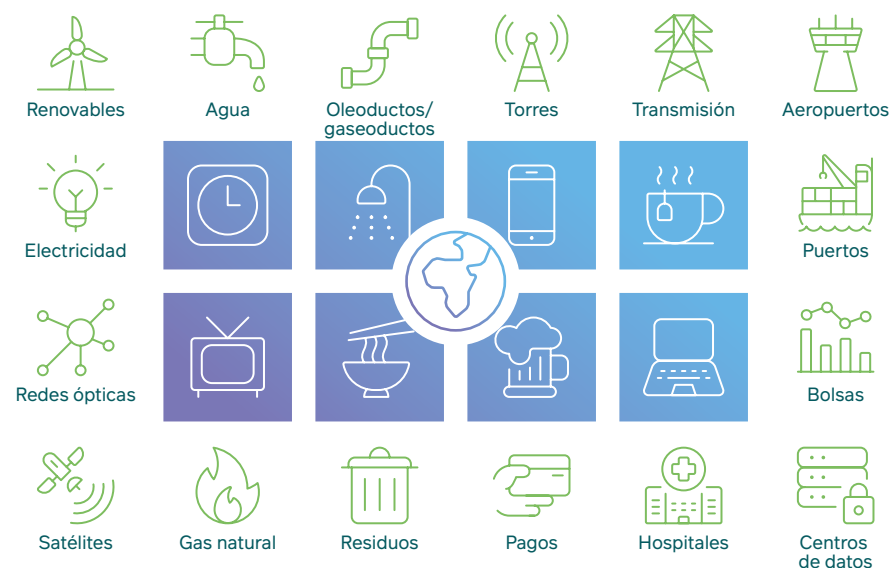 Renovables
Agua
Oleoductos/
gaseoductos
Torres
Transmisión
Aeropuertos
Electricidad
Puertos
Redes ópticas
Bolsas
Satélites
Gas natural
Residuos
Pagos
Hospitales
Centros
de datos